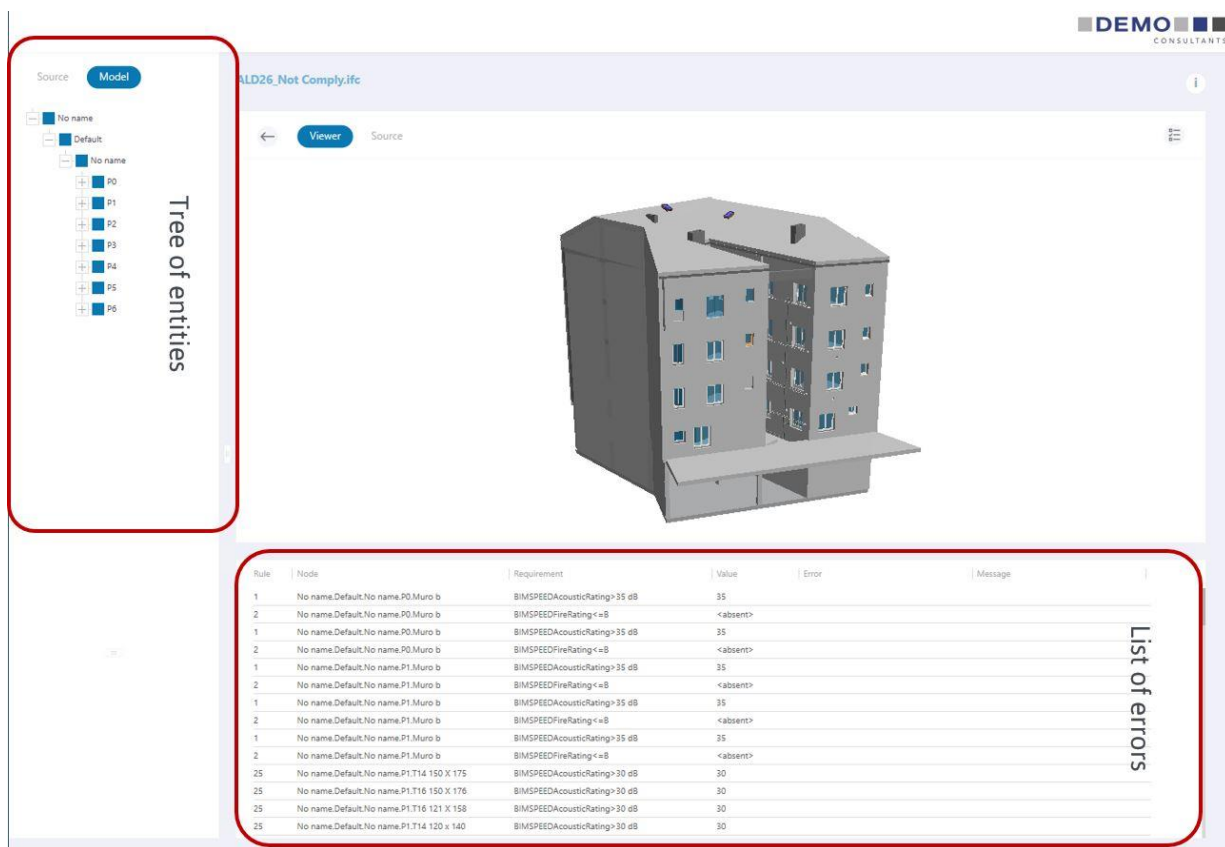 DEMO
CONSULTANTS
Source Model
ALD26_Not Comply.ifc
i
No name
Default
No name
P0
P1
P2
P3
P4
P5
P6
Tree of entities
Viewer Source
Rule Node Requirement Value Error Message
1 No name.Default.No name.P0.Muro b BIMSPEEDAcousticRating>35 dB 35
2 No name.Default.No name.P0.Muro b BIMSPEEDFireRating<=B <absent>
1 No name.Default.No name.P0.Muro b BIMSPEEDAcousticRating>35 dB 35
2 No name.Default.No name.P0.Muro b BIMSPEEDFireRating<=B <absent>
1 No name.Default.No name.P1.Muro b BIMSPEEDAcousticRating>35 dB 35
2 No name.Default.No name.P1.Muro b BIMSPEEDFireRating<=B <absent>
1 No name.Default.No name.P1.Muro b BIMSPEEDAcousticRating>35 dB 35
2 No name.Default.No name.P1.Muro b BIMSPEEDFireRating<=B <absent>
1 No name.Default.No name.P1.Muro b BIMSPEEDAcousticRating>35 dB 35
2 No name.Default.No name.P1.Muro b BIMSPEEDFireRating<=B <absent>
25 No name.Default.No name.P1.T14 150 X 175 BIMSPEEDAcousticRating>30 dB 30
25 No name.Default.No name.P1.T16 150 X 176 BIMSPEEDAcousticRating>30 dB 30
25 No name.Default.No name.P1.T16 121 X 158 BIMSPEEDAcousticRating>30 dB 30
25 No name.Default.No name.P1.T14 120 x 140 BIMSPEEDAcousticRating>30 dB 30
List of errors